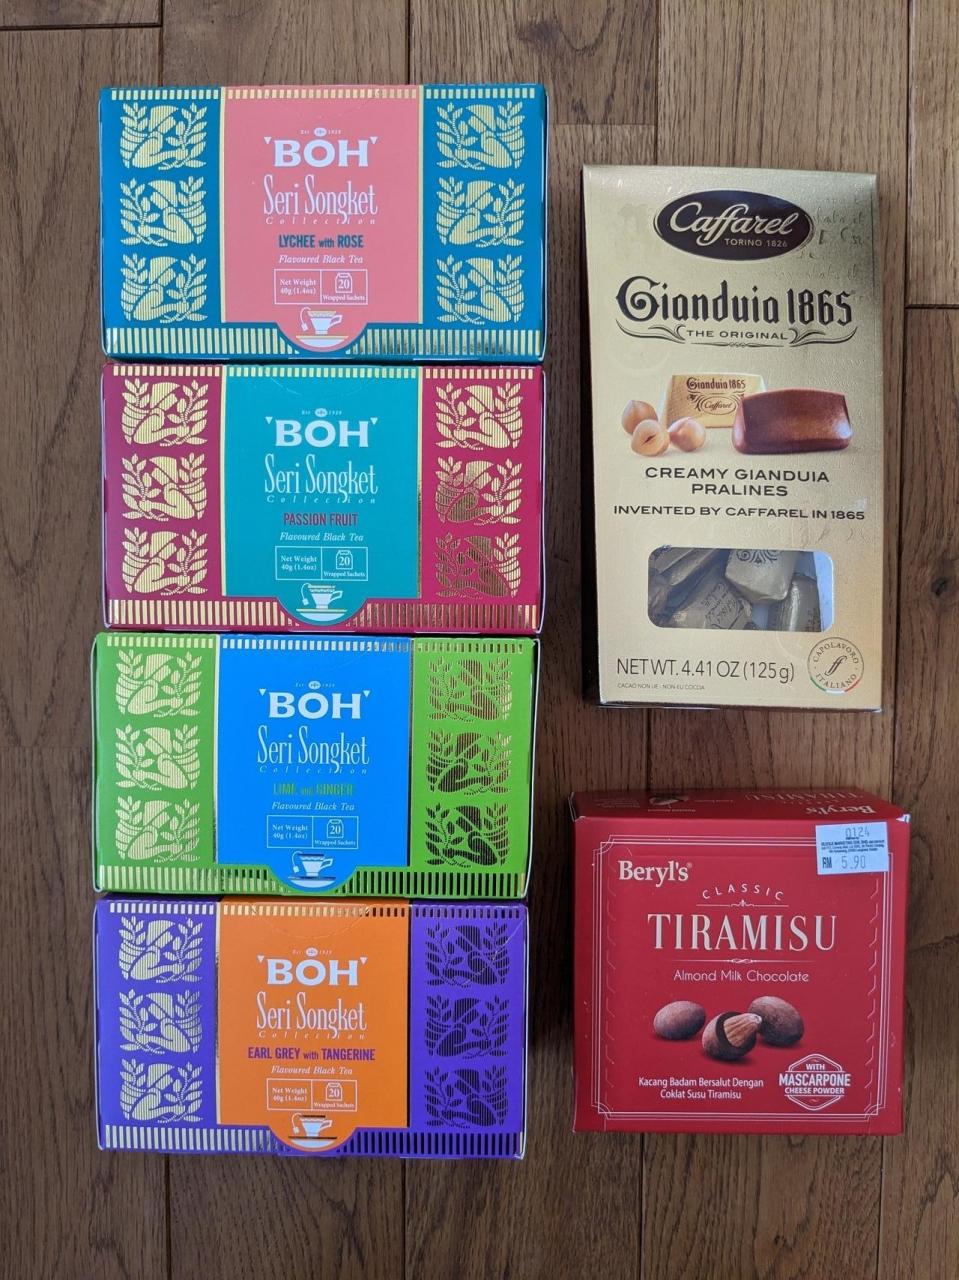 Est 1929
BOH
Seri Songket
Collection
LYCHEE with ROSE
Flavoured Black Tea
Net Weight
40g (1.4oz)
20
Wrapped Sachets
Est 1929
BOH
Seri Songket
Collection
PASSION FRUIT
Flavoured Black Tea
Net Weight
40g (1.4oz)
20
Wrapped Sachets
Est 1929
BOH
Seri Songket
Collection
LIME and GINGER
Flavoured Black Tea
Net Weight
40g (1.4oz)
20
Wrapped Sachets
Est 1929
BOH
Seri Songket
Collection
EARL GREY with TANGERINE
Flavoured Black Tea
Net Weight
40g (1.4oz)
20
Wrapped Sachets
Caffarel
TORINO 1826
Gianduia 1865
THE ORIGINAL
Gianduia 1865
Caffarel
CREAMY GIANDUIA
PRALINES
INVENTED BY CAFFAREL IN 1865
NET WT. 4.41 OZ (125g)
CACAO NON UE - NON-EU COCOA
CAPOLAVORO
ITALIANO
Beryl's
TIRAMISU
0124
RM 5.90
Beryl's®
CLASSIC
TIRAMISU
Almond Milk Chocolate
Kacang Badam Bersalut Dengan
Coklat Susu Tiramisu
WITH
MASCARPONE
CHEESE POWDER